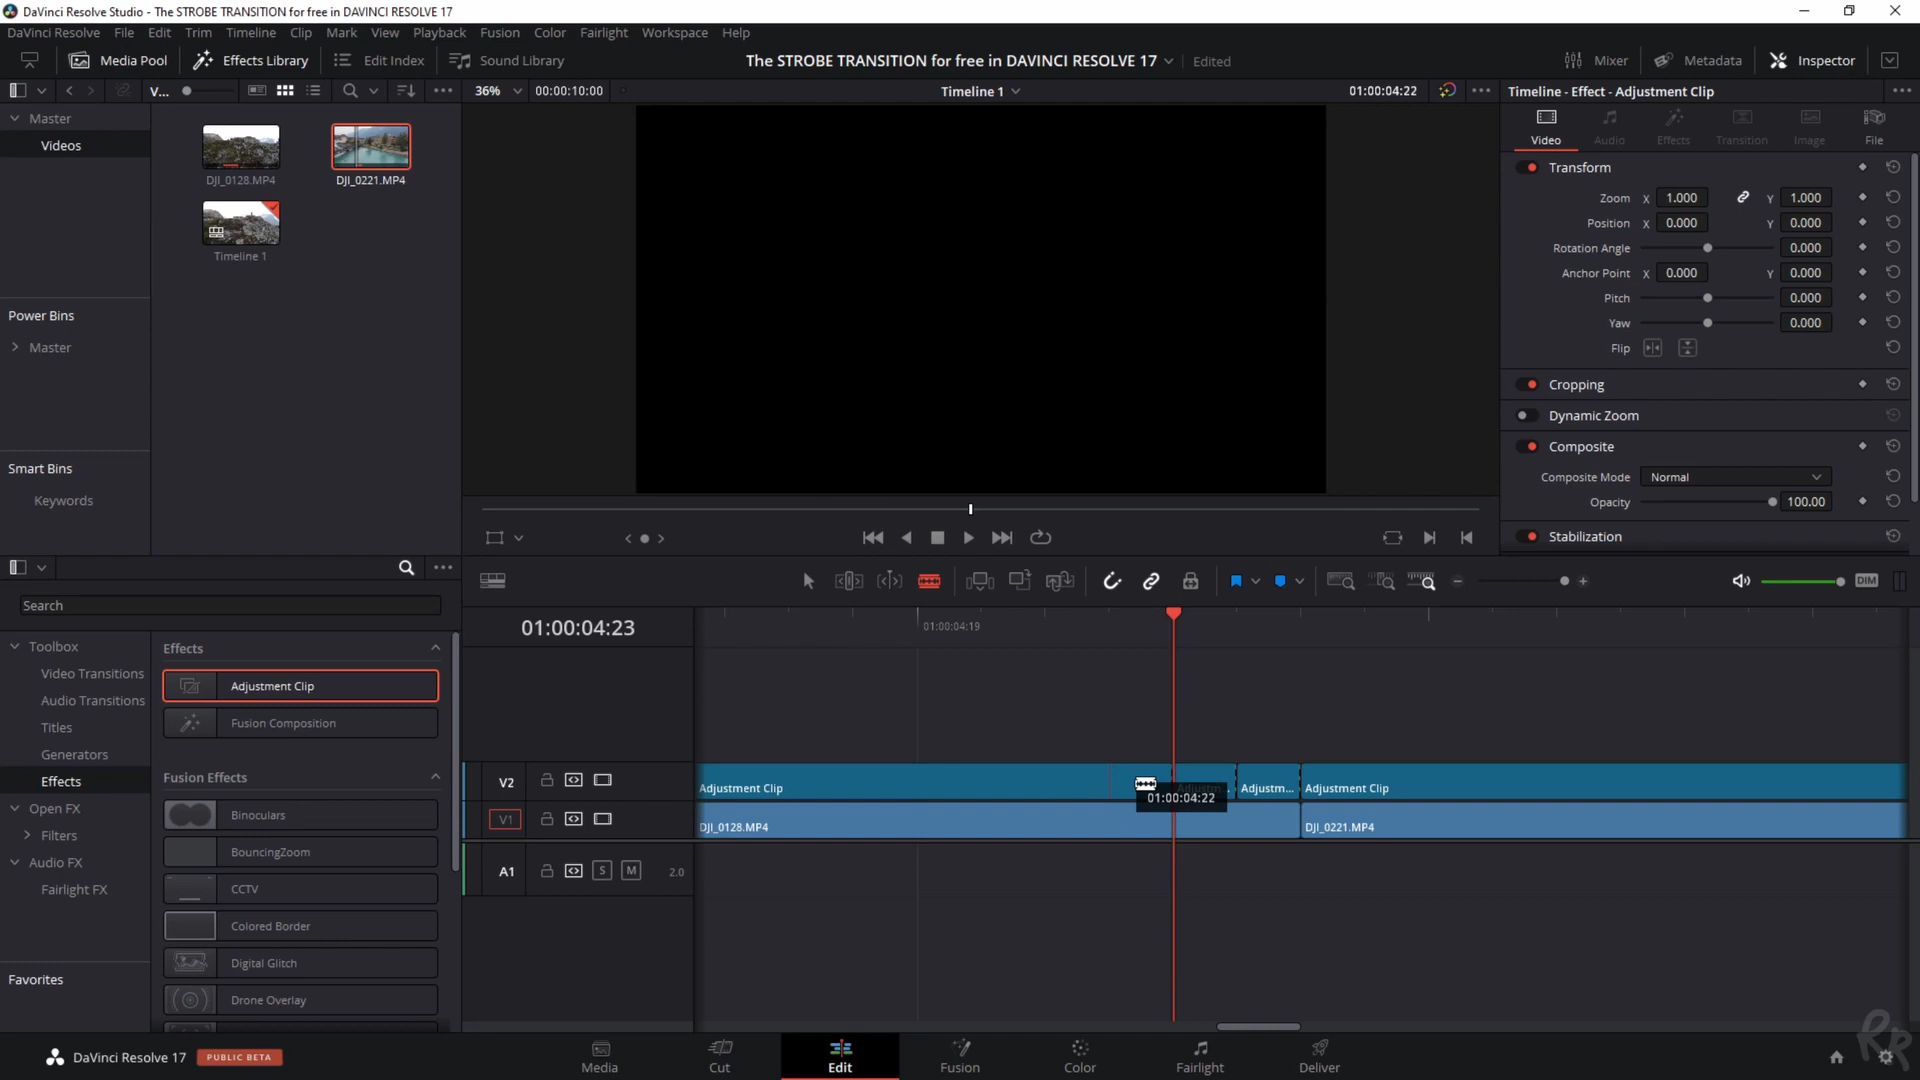 DaVinci Resolve Studio - The STROBE TRANSITION for free in DAVINCI RESOLVE 17
DaVinci Resolve File Edit Trim Timeline Clip Mark View Playback Fusion Color Fairlight Workspace Help
Media Pool Effects Library Edit Index Sound Library The STROBE TRANSITION for free in DAVINCI RESOLVE 17 Edited Mixer Metadata Inspector
V... 36% 00:00:10:00 Timeline 1 01:00:04:22 Timeline - Effect - Adjustment Clip
Master
Videos
DJI_0128.MP4 DJI_0221.MP4
Timeline 1
Power Bins
Master
Smart Bins
Keywords
Video Audio Effects Transition Image File
Transform
Zoom X 1.000 Y 1.000
Position X 0.000 Y 0.000
Rotation Angle 0.000
Anchor Point X 0.000 Y 0.000
Pitch 0.000
Yaw 0.000
Flip
Cropping
Dynamic Zoom
Composite
Composite Mode Normal
Opacity 100.00
Stabilization
Search
Toolbox
Video Transitions
Audio Transitions
Titles
Generators
Effects
Open FX
Filters
Audio FX
Fairlight FX
Favorites
Effects
Adjustment Clip
Fusion Composition
Fusion Effects
Binoculars
BouncingZoom
CCTV
Colored Border
Digital Glitch
Drone Overlay
DIM
01:00:04:23 01:00:04:19
V2 Adjustment Clip Adjustm... Adjustm... Adjustment Clip
01:00:04:22
V1 DJI_0128.MP4 DJI_0221.MP4
A1 S M 2.0
DaVinci Resolve 17 PUBLIC BETA
Media Cut Edit Fusion Color Fairlight Deliver
RR